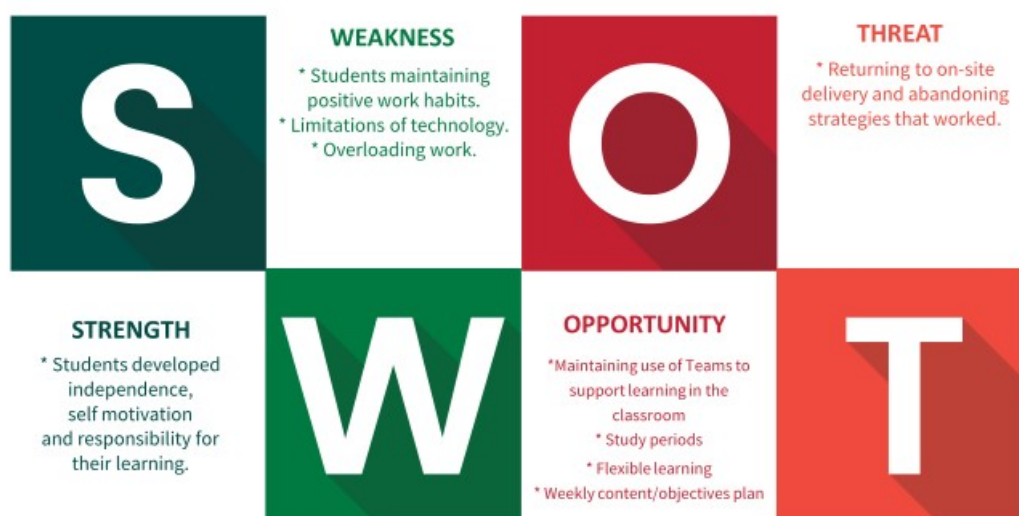 S
WEAKNESS
* Students maintaining
positive work habits.
* Limitations of technology.
* Overloading work.
O
THREAT
* Returning to on-site
delivery and abandoning
strategies that worked.
STRENGTH
* Students developed
independence,
self motivation
and responsibility for
their learning.
W
OPPORTUNITY
*Maintaining use of Teams to
support learning in the
classroom
* Study periods
* Flexible learning
* Weekly content/objectives plan
T